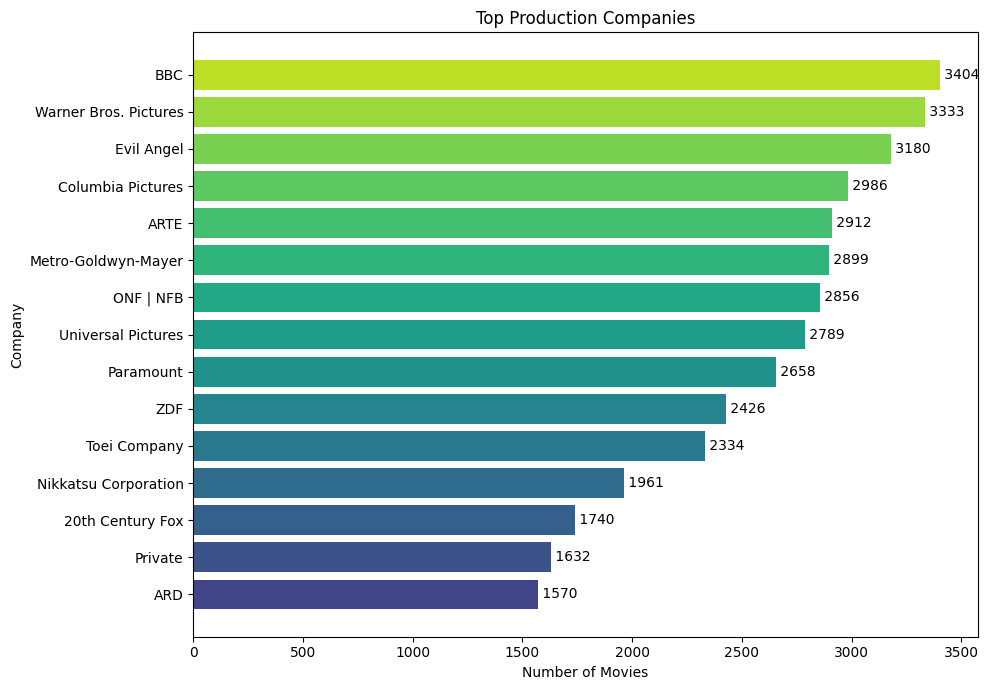 Top Production Companies
Company
BBC 3404
Warner Bros. Pictures 3333
Evil Angel 3180
Columbia Pictures 2986
ARTE 2912
Metro-Goldwyn-Mayer 2899
ONF | NFB 2856
Universal Pictures 2789
Paramount 2658
ZDF 2426
Toei Company 2334
Nikkatsu Corporation 1961
20th Century Fox 1740
Private 1632
ARD 1570
0 500 1000 1500 2000 2500 3000 3500
Number of Movies